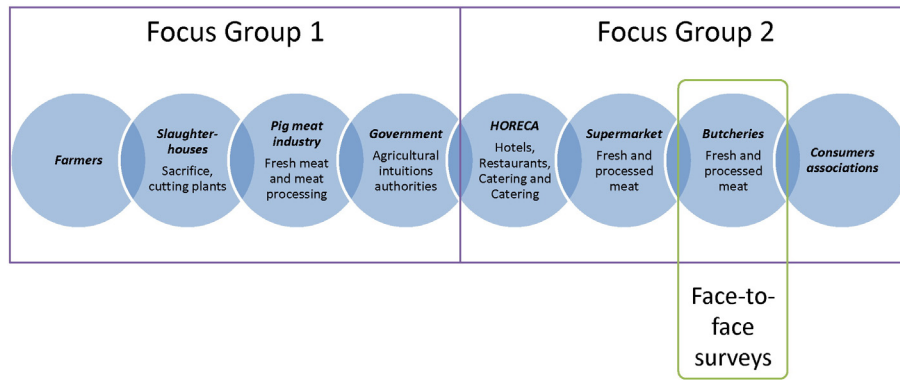 Focus Group 1
Focus Group 2
Farmers
Slaughter-
houses
Sacrifice,
cutting plants
Pig meat
industry
Fresh meat
and meat
processing
Government
Agricultural
intuitions
authorities
HORECA
Hotels,
Restaurants,
Catering and
Catering
Supermarket
Fresh and
processed
meat
Butcheries
Fresh and
processed
meat
Consumers
associations
Face-to-
face
surveys